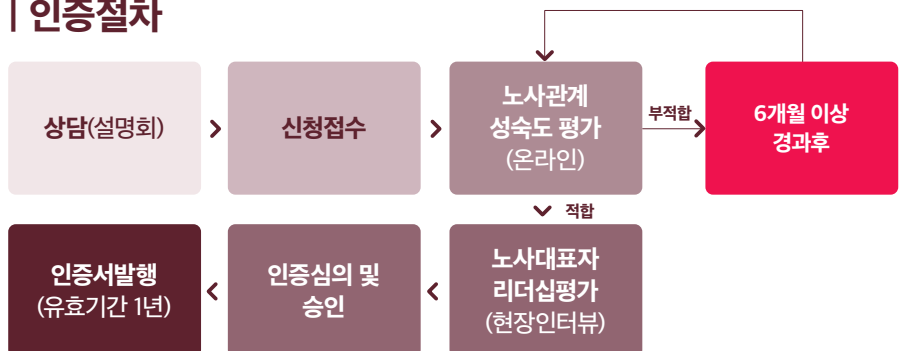 인증절차
상담(설명회)
신청접수
노사관계
성숙도 평가
(온라인)
부적합
6개월 이상
경과후
적합
노사대표자
리더십평가
(현장인터뷰)
인증심의 및
승인
인증서발행
(유효기간 1년)